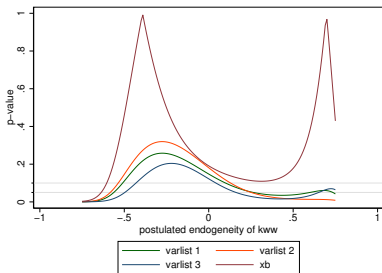 p-value
1
.8
.6
.4
.2
0
-1 -.5 0 .5 1
postulated endogeneity of kww
varlist 1 varlist 2
varlist 3 xb